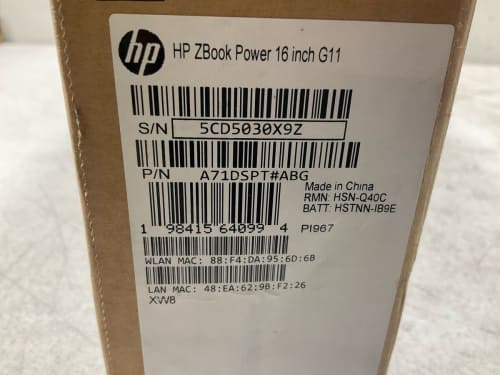 hp HP ZBook Power 16 inch G11
S/N 5CD5030X9Z
P/N A71DSPT#ABG
Made in China
RMN: HSN-Q40C
BATT: HSTNN-IB9E
1 98415 64099 4 PI967
WLAN MAC: 88:F4:DA:95:6D:6B
LAN MAC: 48:EA:62:9B:F2:26
XW8